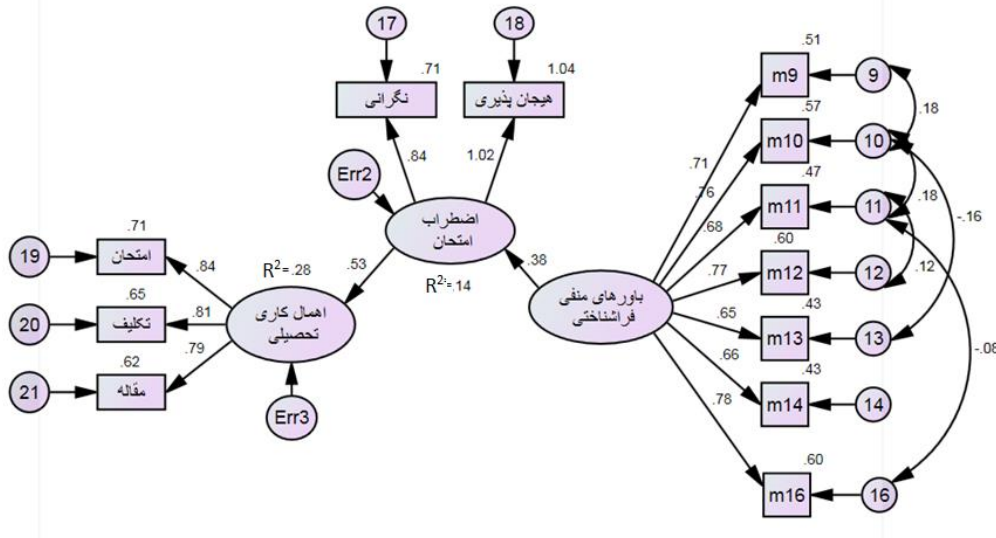 17
18
.71
1.04
نگرانی
هیجان پذیری
.84
1.02
Err2
اضطراب
امتحان
R²=.14
.38
.53
باورهای منفی
فراشناختی
.51
m9
9
.71
.18
.57
m10
10
.76
.18
.47
m11
11
.68
-.16
.60
m12
12
.77
.12
.43
m13
13
.65
-.08
.43
m14
14
.66
.60
m16
16
.78
R²=.28
اهمال کاری
تحصیلی
Err3
.71
19
امتحان
.84
.65
20
تکلیف
.81
.62
21
مقاله
.79